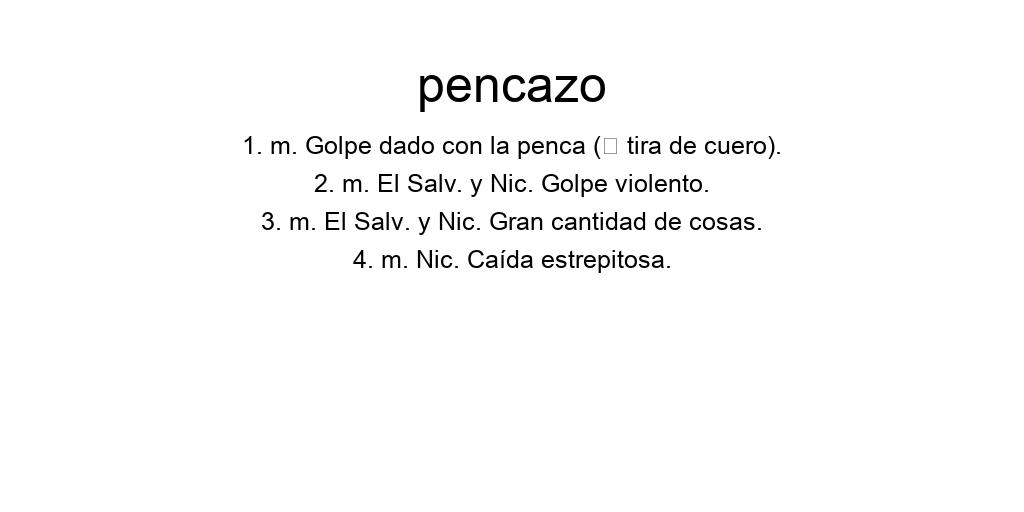 pencazo
1. m. Golpe dado con la penca (▯ tira de cuero).
2. m. El Salv. y Nic. Golpe violento.
3. m. El Salv. y Nic. Gran cantidad de cosas.
4. m. Nic. Caída estrepitosa.